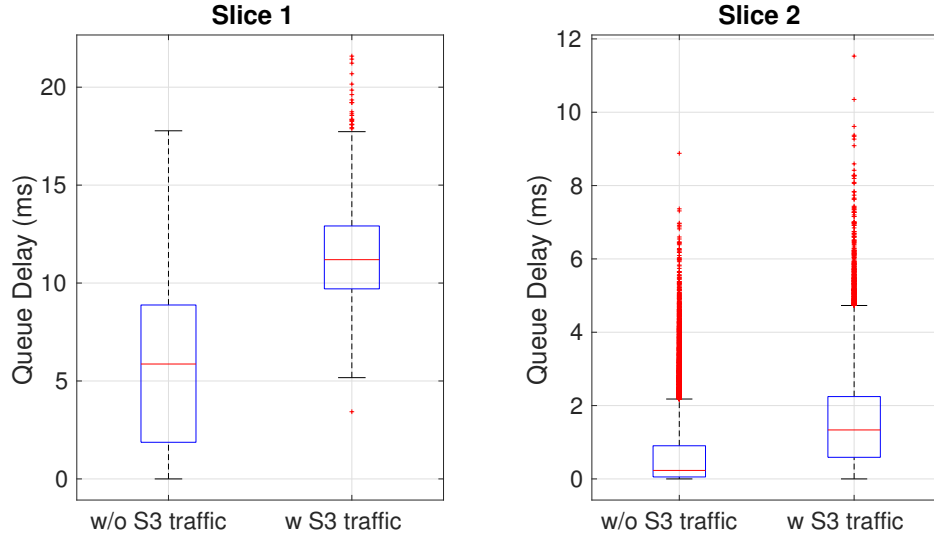 Slice 1
Queue Delay (ms)
20
15
10
5
0
w/o S3 traffic
w S3 traffic
Slice 2
Queue Delay (ms)
12
10
8
6
4
2
0
w/o S3 traffic
w S3 traffic